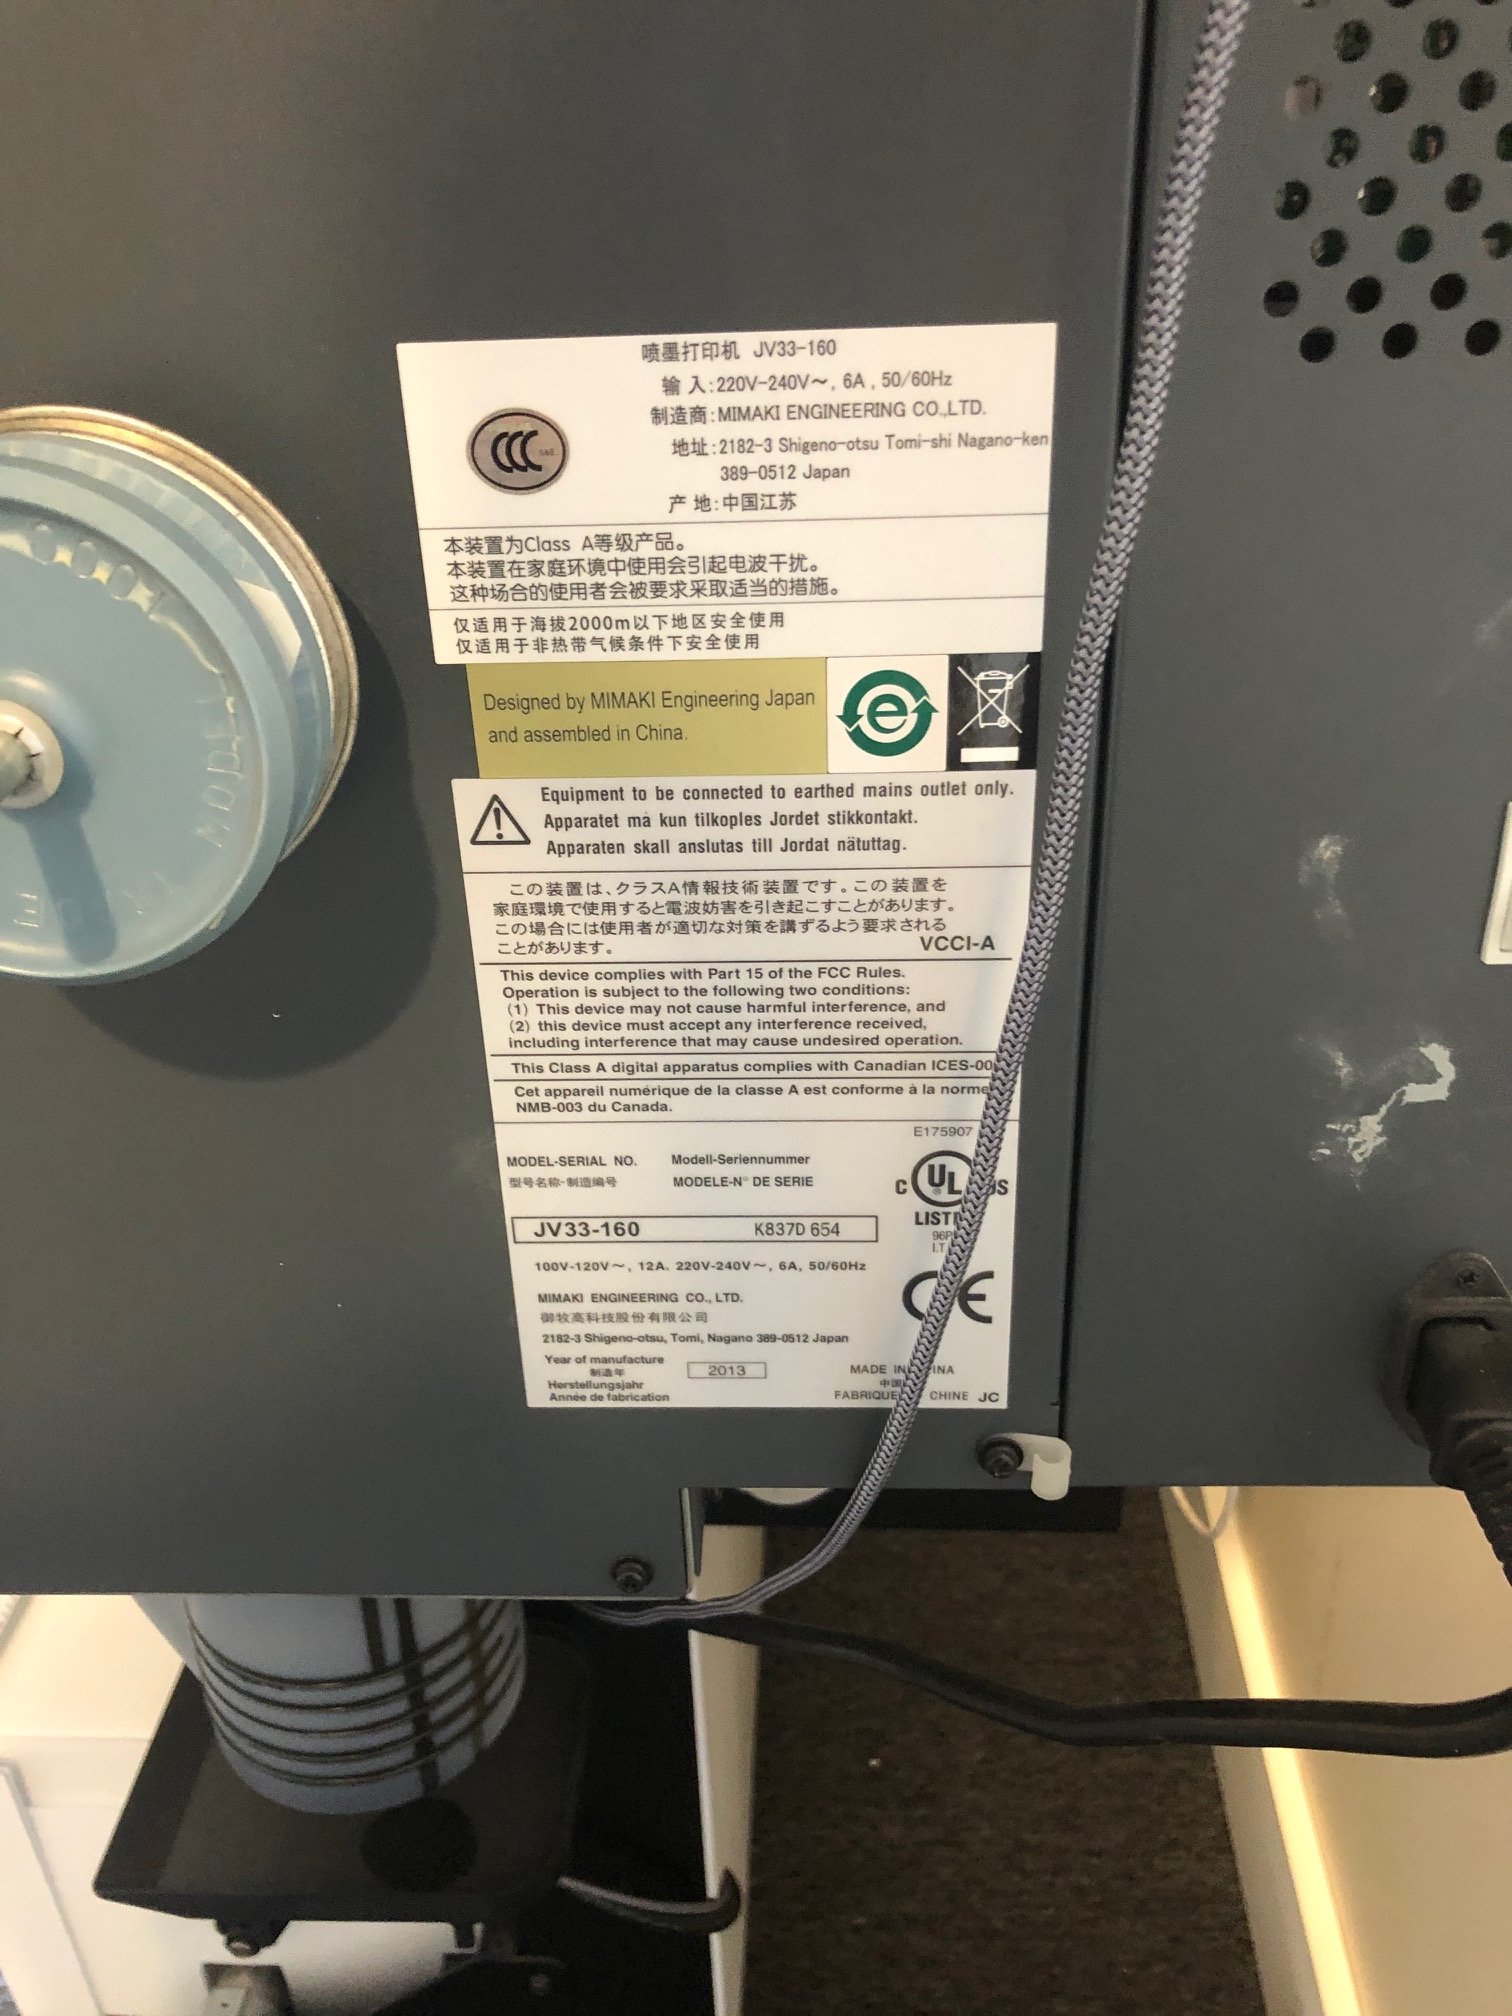 喷墨打印机 JV33-160
输 入:220V-240V～, 6A , 50/60Hz
制造商:MIMAKI ENGINEERING CO.,LTD.
地址:2182-3 Shigeno-otsu Tomi-shi Nagano-ken
389-0512 Japan
产 地:中国江苏
CCC
本装置为Class A等级产品。
本装置在家庭环境中使用会引起电波干扰。
这种场合的使用者会被要求采取适当的措施。
仅适用于海拔2000m以下地区安全使用
仅适用于非热带气候条件下安全使用
Designed by MIMAKI Engineering Japan
and assembled in China.
e
Equipment to be connected to earthed mains outlet only.
Apparatet må kun tilkoples Jordet stikkontakt.
Apparaten skall anslutas till Jordat nätuttag.
この装置は、クラスA情報技術装置です。この装置を
家庭環境で使用すると電波妨害を引き起こすことがあります。
この場合には使用者が適切な対策を講ずるよう要求される
ことがあります。
VCCI-A
This device complies with Part 15 of the FCC Rules.
Operation is subject to the following two conditions:
(1) This device may not cause harmful interference, and
(2) this device must accept any interference received,
including interference that may cause undesired operation.
This Class A digital apparatus complies with Canadian ICES-00
Cet appareil numérique de la classe A est conforme à la norme
NMB-003 du Canada.
E175907
MODEL-SERIAL NO. Modell-Seriennummer
型号名称-制造编号 MODELE-N° DE SERIE
C UL US
LIST
96P
I.T
JV33-160 K837D 654
100V-120V～, 12A. 220V-240V～, 6A, 50/60Hz
CE
MIMAKI ENGINEERING CO., LTD.
御牧高科技股份有限公司
2182-3 Shigeno-otsu, Tomi, Nagano 389-0512 Japan
Year of manufacture
制造年
Herstellungsjahr
Année de fabrication
2013
MADE IN INA
中国
FABRIQUE CHINE JC